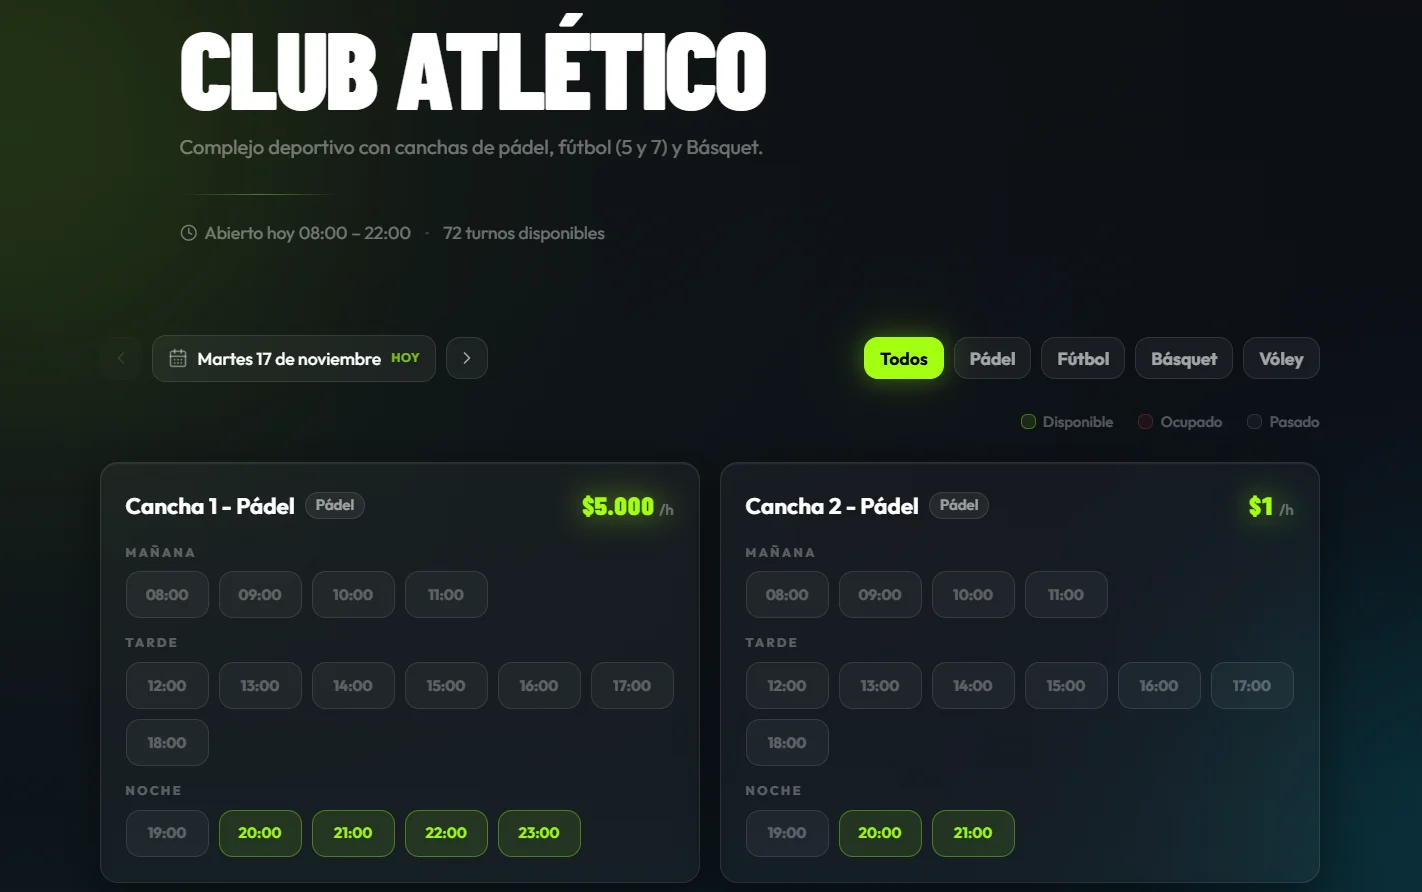 CLUB ATLÉTICO
Complejo deportivo con canchas de pádel, fútbol (5 y 7) y Básquet.
Abierto hoy 08:00 – 22:00 · 72 turnos disponibles
Martes 17 de noviembre HOY
Todos Pádel Fútbol Básquet Vóley
Disponible Ocupado Pasado
Cancha 1 - Pádel Pádel $5.000 /h
MAÑANA
08:00 09:00 10:00 11:00
TARDE
12:00 13:00 14:00 15:00 16:00 17:00
18:00
NOCHE
19:00 20:00 21:00 22:00 23:00
Cancha 2 - Pádel Pádel $1 /h
MAÑANA
08:00 09:00 10:00 11:00
TARDE
12:00 13:00 14:00 15:00 16:00 17:00
18:00
NOCHE
19:00 20:00 21:00